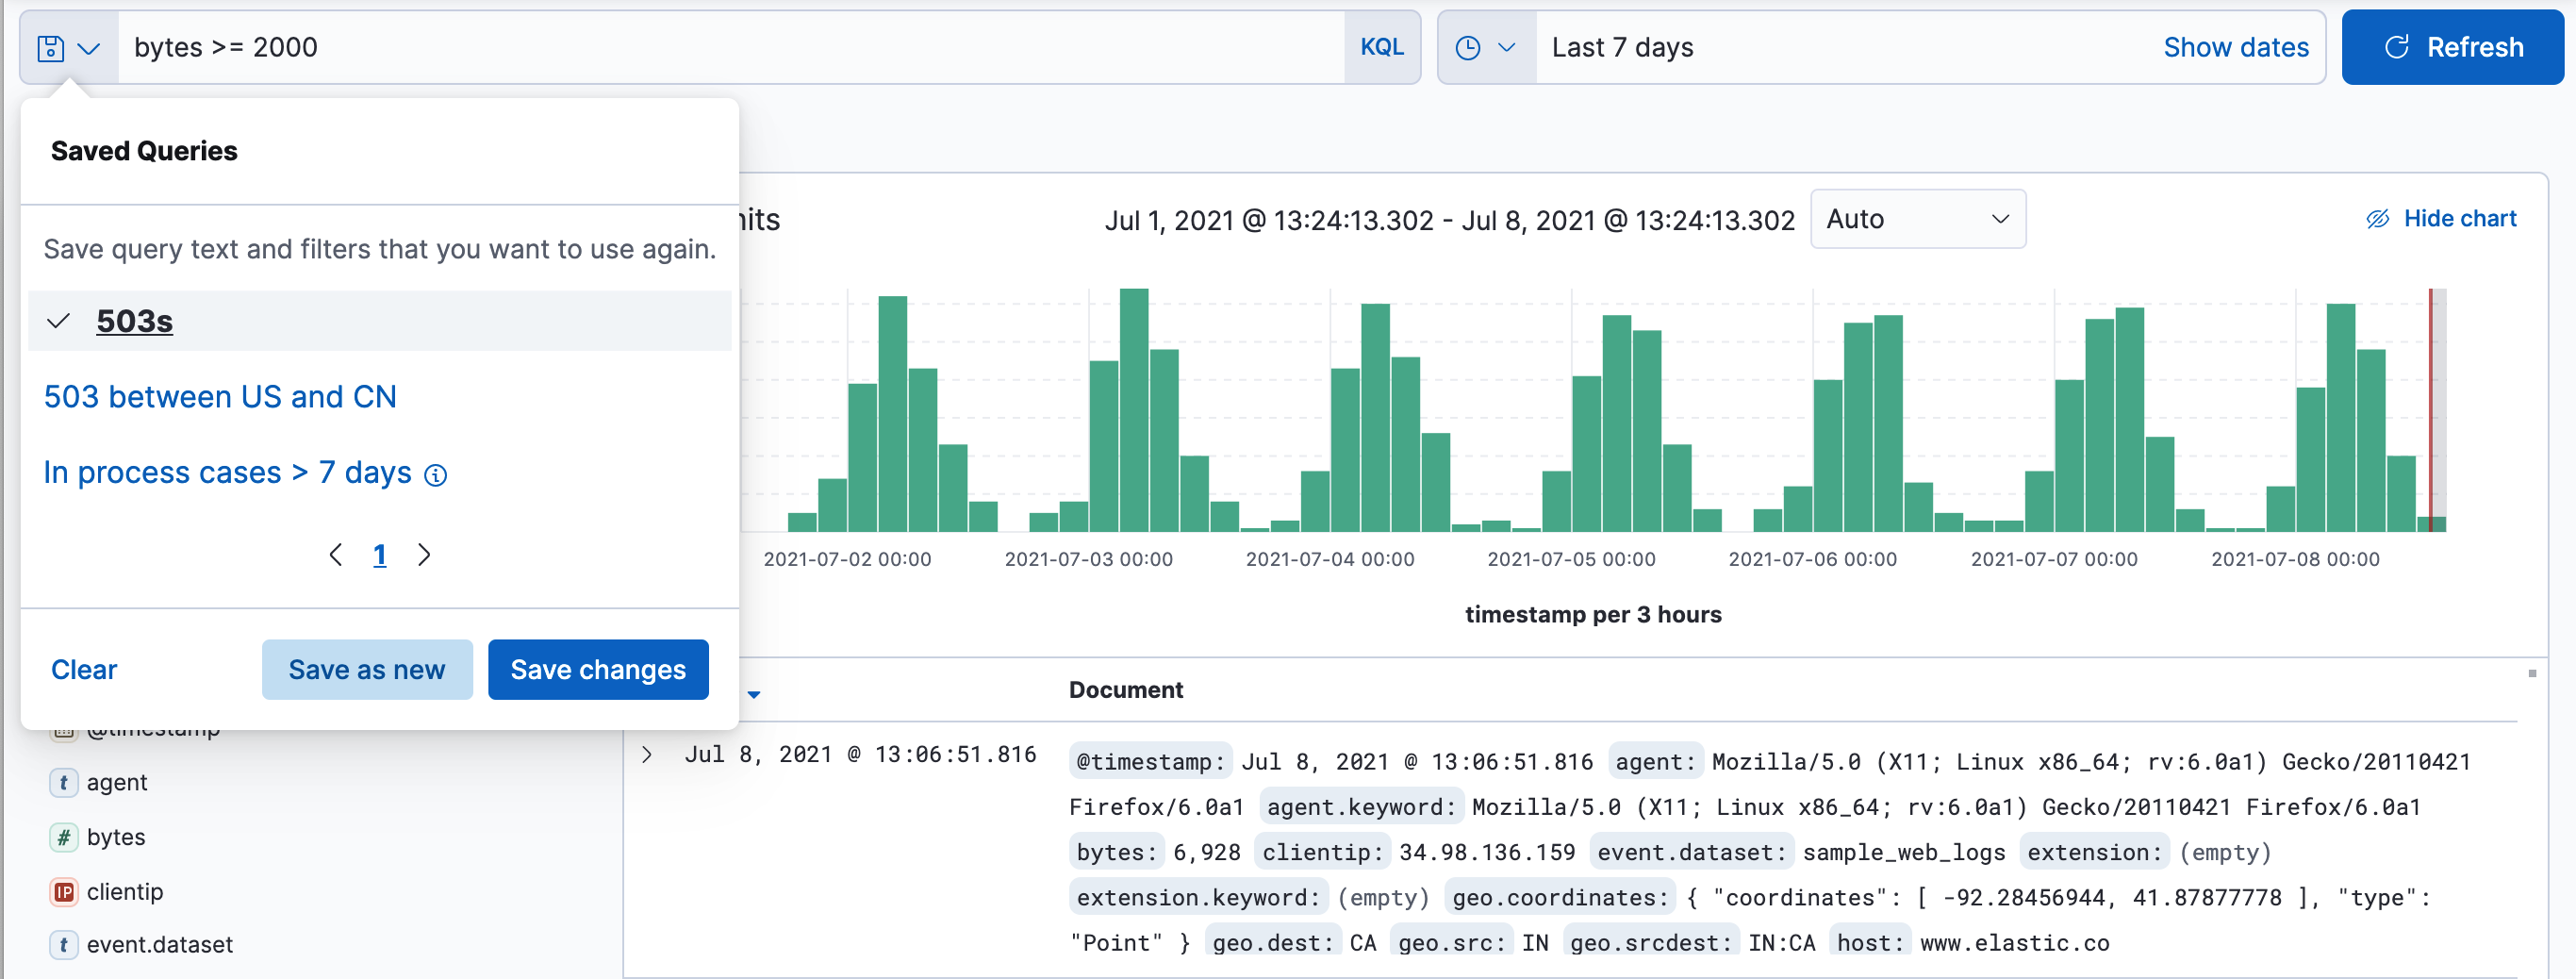 bytes >= 2000 KQL Last 7 days Show dates Refresh
Saved Queries
Save query text and filters that you want to use again.
503s
503 between US and CN
In process cases > 7 days
1
Clear Save as new Save changes
@timestamp
agent
bytes
clientip
event.dataset
Jul 1, 2021 @ 13:24:13.302 - Jul 8, 2021 @ 13:24:13.302 Auto Hide chart
2021-07-02 00:00 2021-07-03 00:00 2021-07-04 00:00 2021-07-05 00:00 2021-07-06 00:00 2021-07-07 00:00 2021-07-08 00:00
timestamp per 3 hours
Document
Jul 8, 2021 @ 13:06:51.816 @timestamp: Jul 8, 2021 @ 13:06:51.816 agent: Mozilla/5.0 (X11; Linux x86_64; rv:6.0a1) Gecko/20110421
Firefox/6.0a1 agent.keyword: Mozilla/5.0 (X11; Linux x86_64; rv:6.0a1) Gecko/20110421 Firefox/6.0a1
bytes: 6,928 clientip: 34.98.136.159 event.dataset: sample_web_logs extension: (empty)
extension.keyword: (empty) geo.coordinates: { "coordinates": [ -92.28456944, 41.87877778 ], "type":
"Point" } geo.dest: CA geo.src: IN geo.srcdest: IN:CA host: www.elastic.co